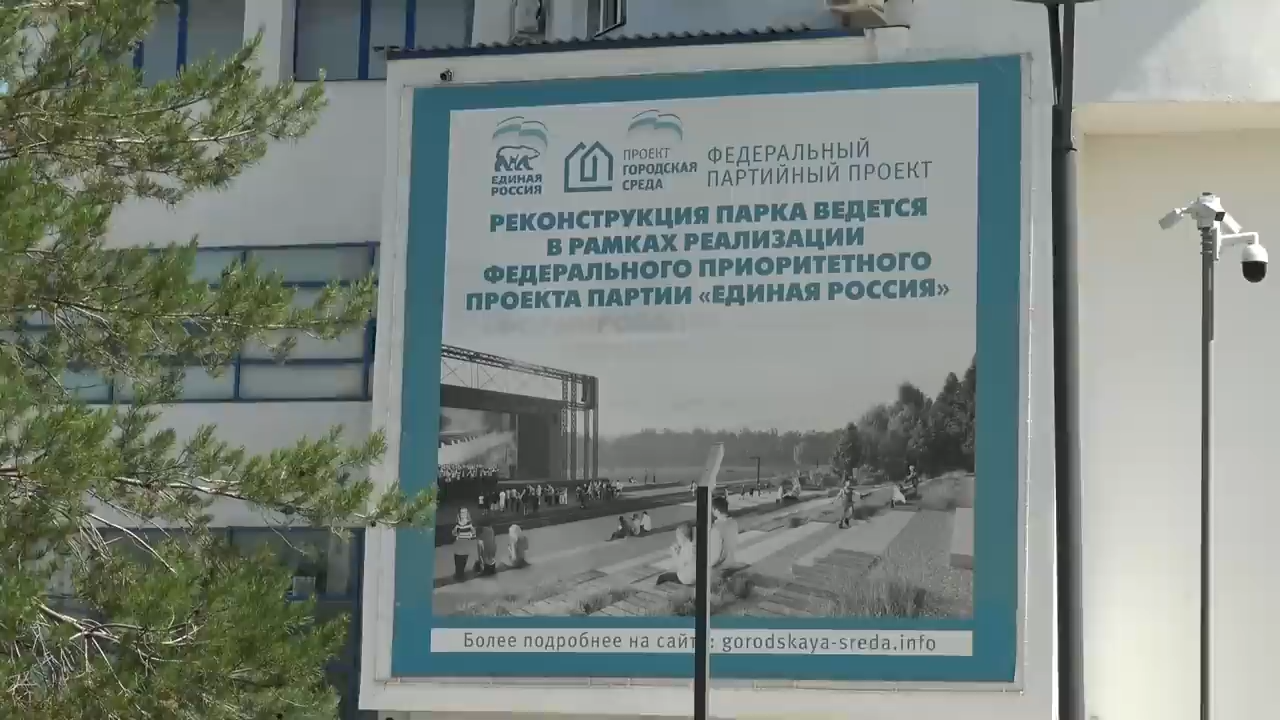 ЕДИНАЯ
РОССИЯ
ПРОЕКТ
ГОРОДСКАЯ
СРЕДА
ФЕДЕРАЛЬНЫЙ
ПАРТИЙНЫЙ ПРОЕКТ
РЕКОНСТРУКЦИЯ ПАРКА ВЕДЕТСЯ
В РАМКАХ РЕАЛИЗАЦИИ
ФЕДЕРАЛЬНОГО ПРИОРИТЕТНОГО
ПРОЕКТА ПАРТИИ «ЕДИНАЯ РОССИЯ»
Более подробнее на сайте: gorodskaya-sreda.info